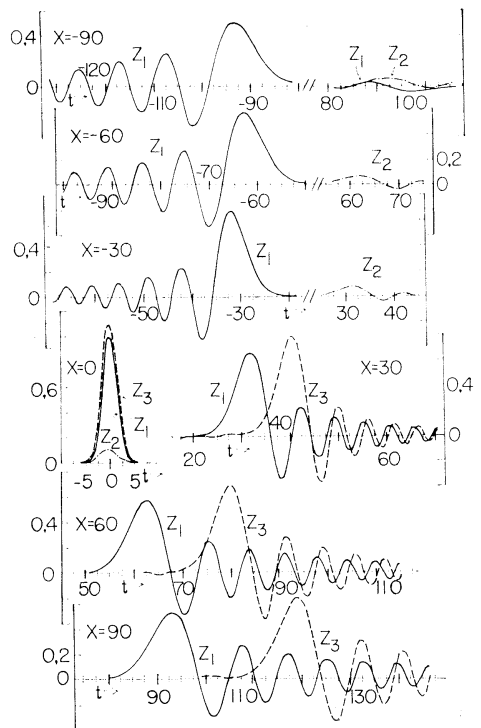 0,4 X=-90 Z₁ Z₁ Z₂
0 -120
t -110 -90 80 100
X=-60 Z₁ Z₂ 0,2
-70 0
t -90 -60 60 70
X=-30
0,4 Z₁ Z₂
0
-50 -30 t 30 40
X=0 X=30
0,6 Z₃ Z₁ Z₃ 0,4
Z₁ 40
Z₂ 0
0 20 t 60
-5 0 5 t
X=60 Z₁ Z₃
0,4
0
50 t 70 90 110
X=90
0,2 Z₁ Z₃
0 t
90 110 130